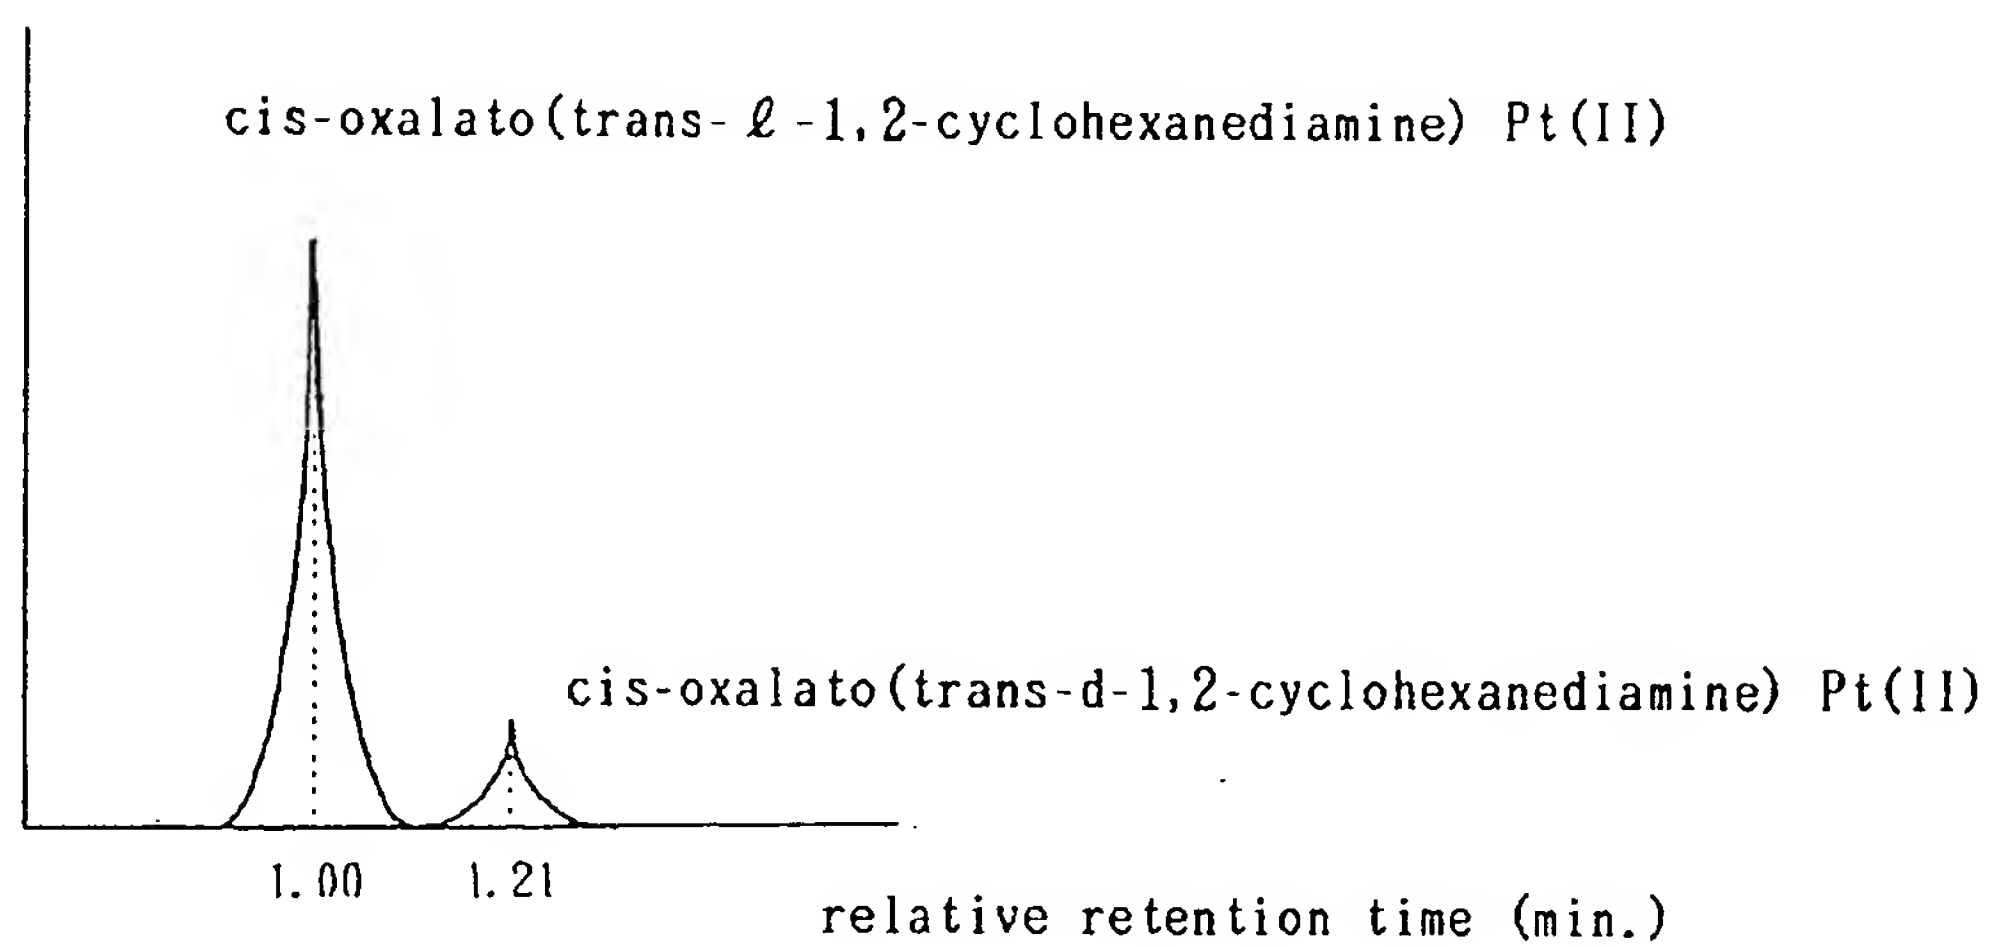 cis-oxalato(trans-ℓ-1,2-cyclohexanediamine) Pt(II)
cis-oxalato(trans-d-1,2-cyclohexanediamine) Pt(II)
1.00
1.21
relative retention time (min.)